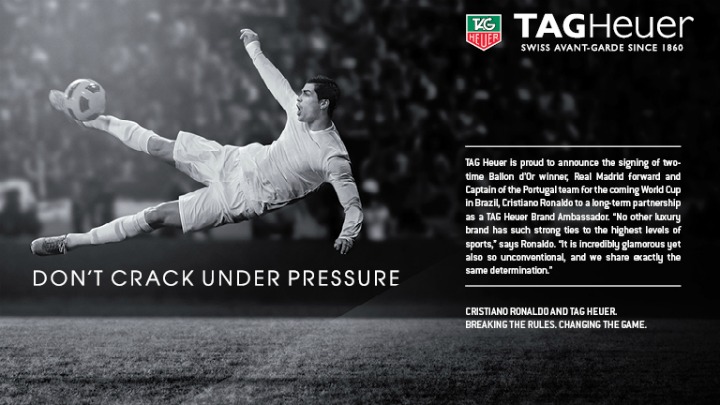 TAG
HEUER
TAGHeuer
SWISS AVANT-GARDE SINCE 1860
TAG Heuer is proud to announce the signing of two-
time Ballon d'Or winner, Real Madrid forward and
Captain of the Portugal team for the coming World Cup
in Brazil, Cristiano Ronaldo to a long-term partnership
as a TAG Heuer Brand Ambassador. "No other luxury
brand has such strong ties to the highest levels of
sports," says Ronaldo. "It is incredibly glamorous yet
also so unconventional, and we share exactly the
same determination."
DON'T CRACK UNDER PRESSURE
CRISTIANO RONALDO AND TAG HEUER.
BREAKING THE RULES. CHANGING THE GAME.